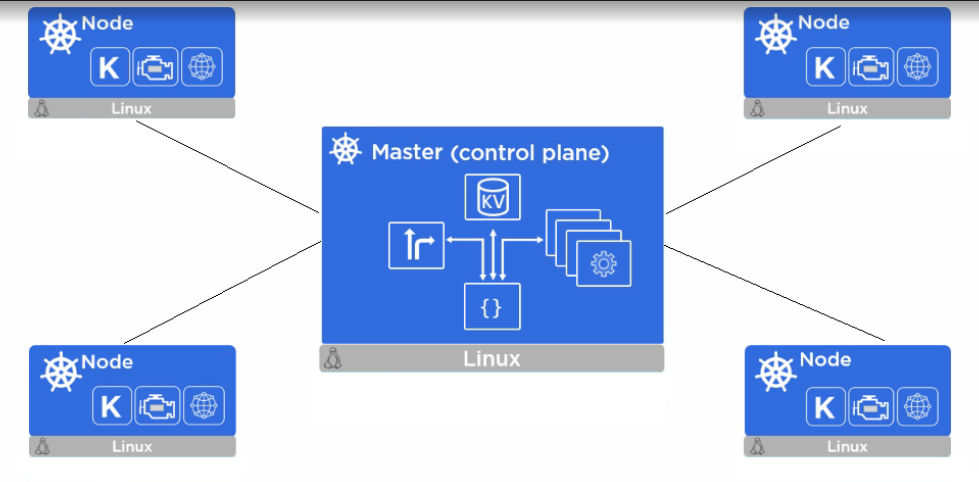 Node
K
Linux
Node
K
Linux
Master (control plane)
KV
{}
Linux
Node
K
Linux
Node
K
Linux